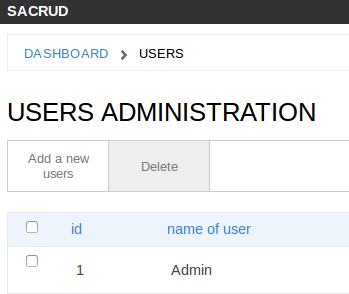 SACRUD
DASHBOARD > USERS
USERS ADMINISTRATION
Add a new
users
Delete
id name of user
1 Admin